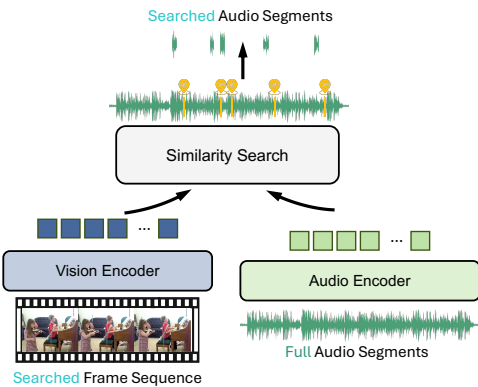 Searched Audio Segments
Similarity Search
...
...
Vision Encoder
Audio Encoder
Full Audio Segments
Searched Frame Sequence